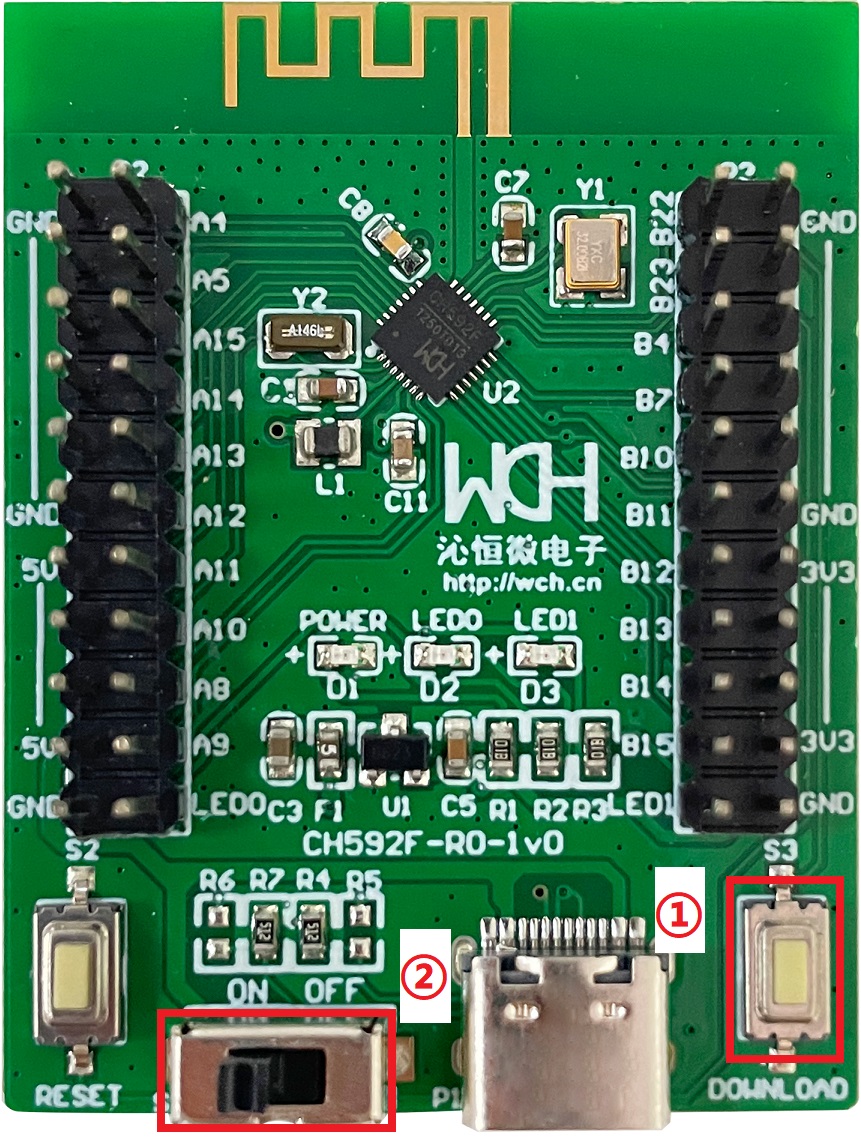 C8
C7
Y1
GND
A4
B22
GND
A5
B23
Y2
A15
B4
A146L
CH592F
U2
A14
B7
A13
B10
L1
C11
WCH
GND
A12
B11
GND
沁恒微电子
http://wch.cn
5V
A11
B12
3V3
A10
POWER
LED0
LED1
B13
A8
D1
D2
D3
B14
5V
A9
B15
3V3
GND
LED0
C3
F1
U1
C5
R1
R2
R3
LED1
GND
CH592F-R0-1v0
S2
S3
R6
R7
R4
R5
512
512
①
②
ON
OFF
RESET
P1
DOWNLOAD